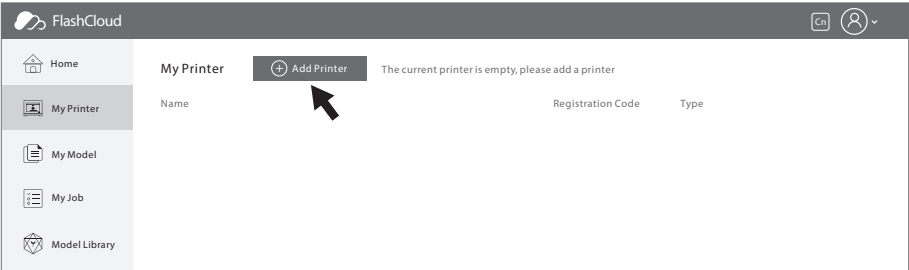 FlashCloud
Cn
Home
My Printer
My Model
My Job
Model Library
My Printer
Add Printer
The current printer is empty, please add a printer
Name
Registration Code
Type